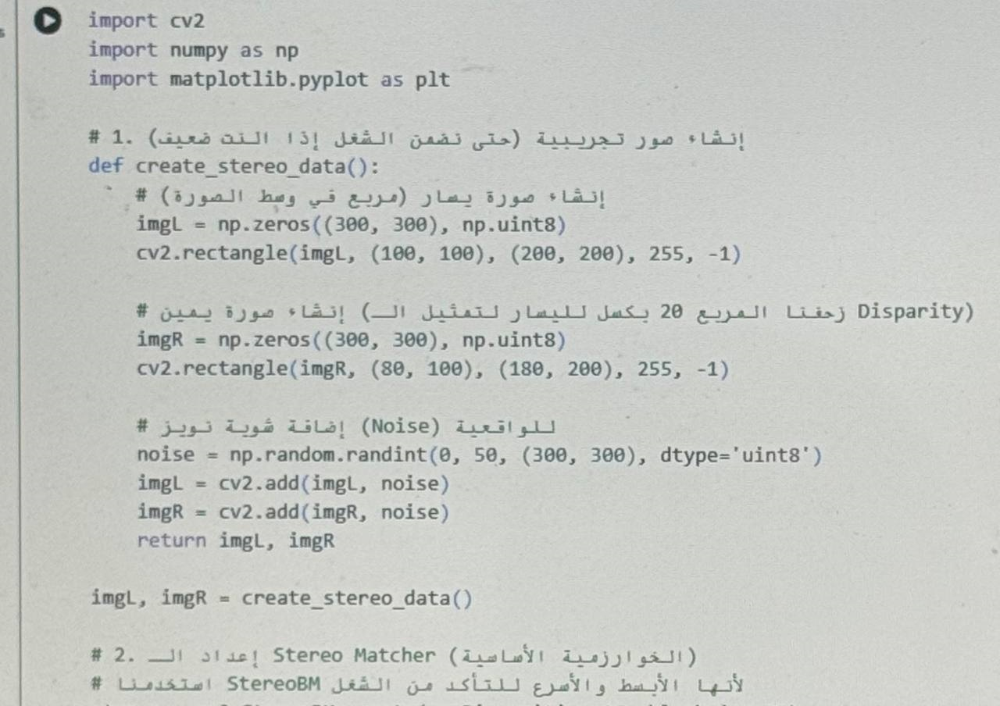 import cv2
import numpy as np
import matplotlib.pyplot as plt
# 1. إنشاء صور تجريبية (حتى نضمن الشغل إذا النت ضعيف)
def create_stereo_data():
# إنشاء صورة يسار (مربع في وسط الصورة)
imgL = np.zeros((300, 300), np.uint8)
cv2.rectangle(imgL, (100, 100), (200, 200), 255, -1)
# إنشاء صورة يمين (زحفنا المربع 20 بكسل لليسار لتمثيل الـ Disparity)
imgR = np.zeros((300, 300), np.uint8)
cv2.rectangle(imgR, (80, 100), (180, 200), 255, -1)
# إضافة شوية نويز (Noise) للواقعية
noise = np.random.randint(0, 50, (300, 300), dtype='uint8')
imgL = cv2.add(imgL, noise)
imgR = cv2.add(imgR, noise)
return imgL, imgR
imgL, imgR = create_stereo_data()
# 2. إعداد الـ Stereo Matcher (الخوارزمية الأساسية)
# استخدمنا StereoBM لأنها الأبسط والأسرع للتأكد من الشغل